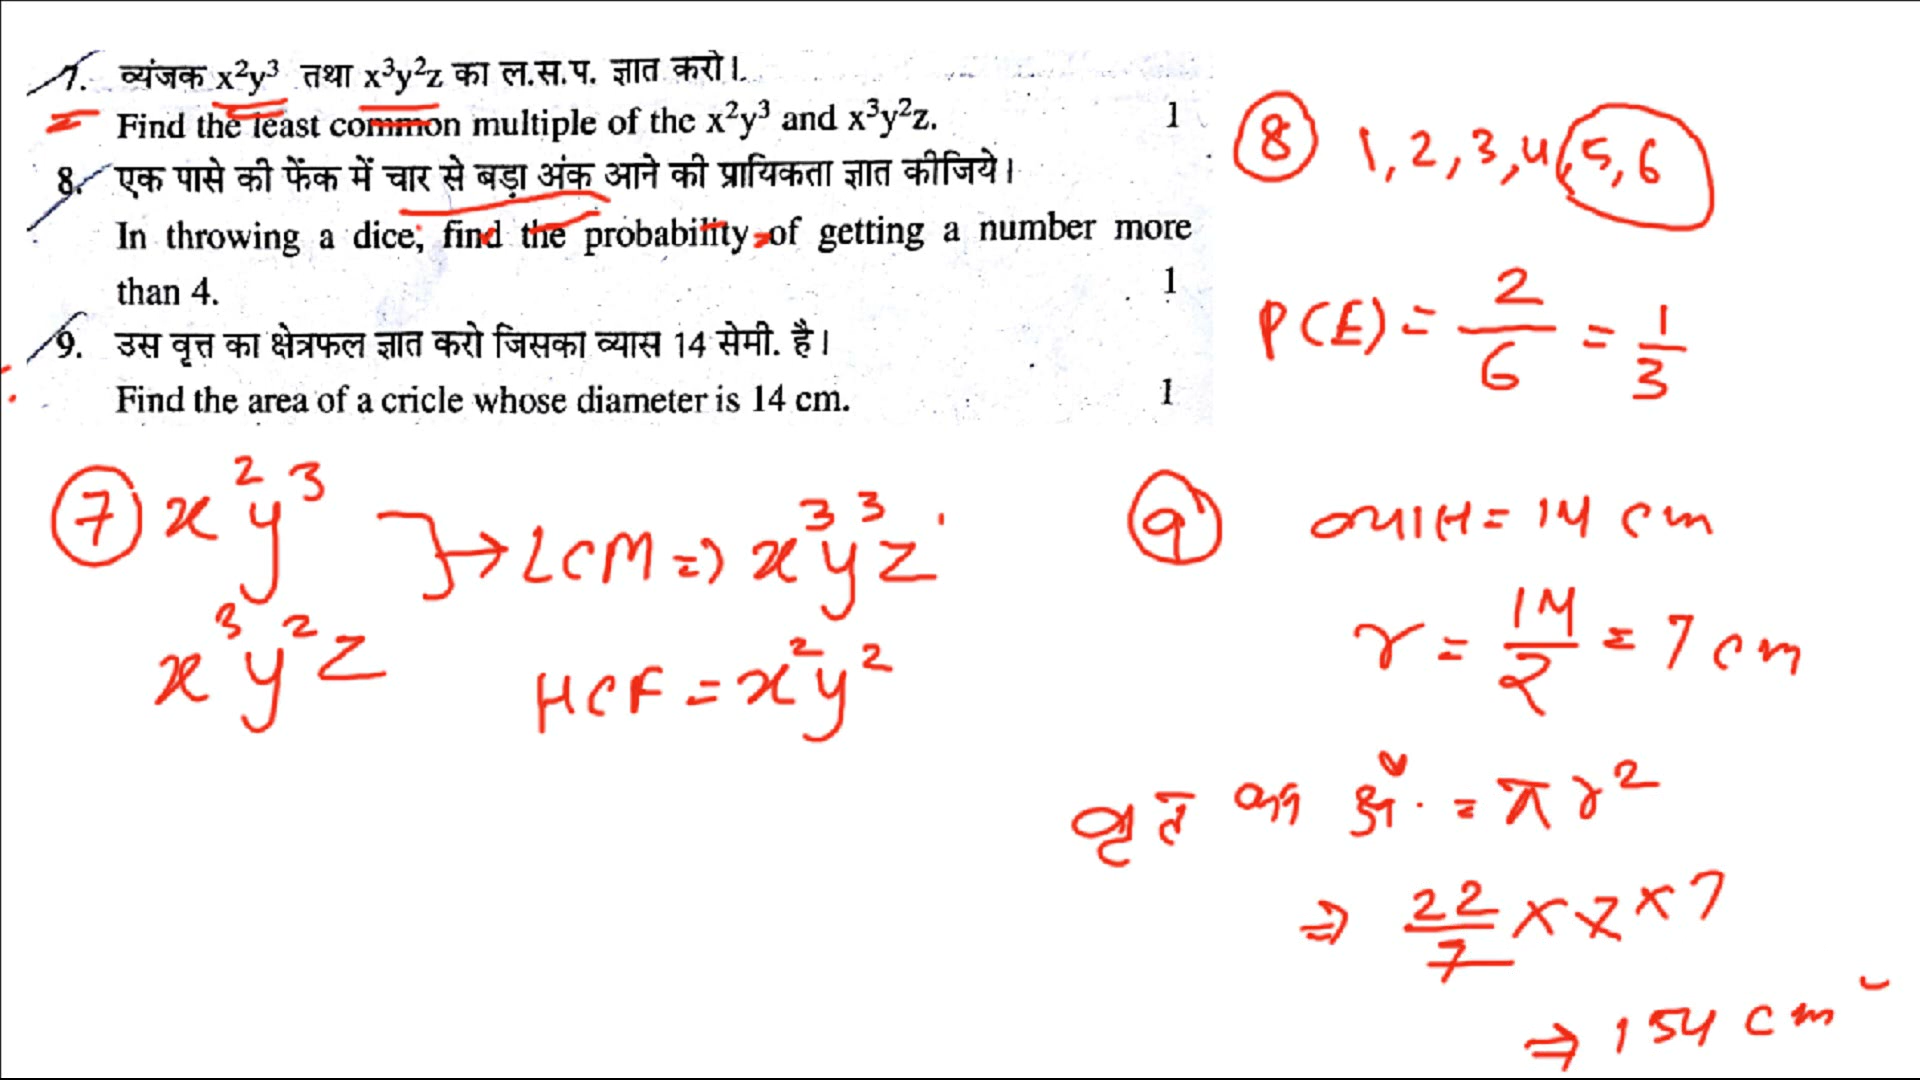 7. व्यंजक x²y³ तथा x³y²z का ल.स.प. ज्ञात करो।
Find the least common multiple of the x²y³ and x³y²z. 1
8. एक पासे की फेंक में चार से बड़ा अंक आने की प्रायिकता ज्ञात कीजिये।
In throwing a dice, find the probability of getting a number more
than 4. 1
9. उस वृत्त का क्षेत्रफल ज्ञात करो जिसका व्यास 14 सेमी. है।
Find the area of a cricle whose diameter is 14 cm. 1
7 x²y³
x³y²z
LCM => x³y³z
HCF = x²y²
8 1, 2, 3, 4, 5, 6
P(E) = 2/6 = 1/3
9 व्यास = 14 cm
r = 14/2 = 7 cm
वृत का क्षे. = πr²
=> 22/7 × 7 × 7
=> 154 cm²